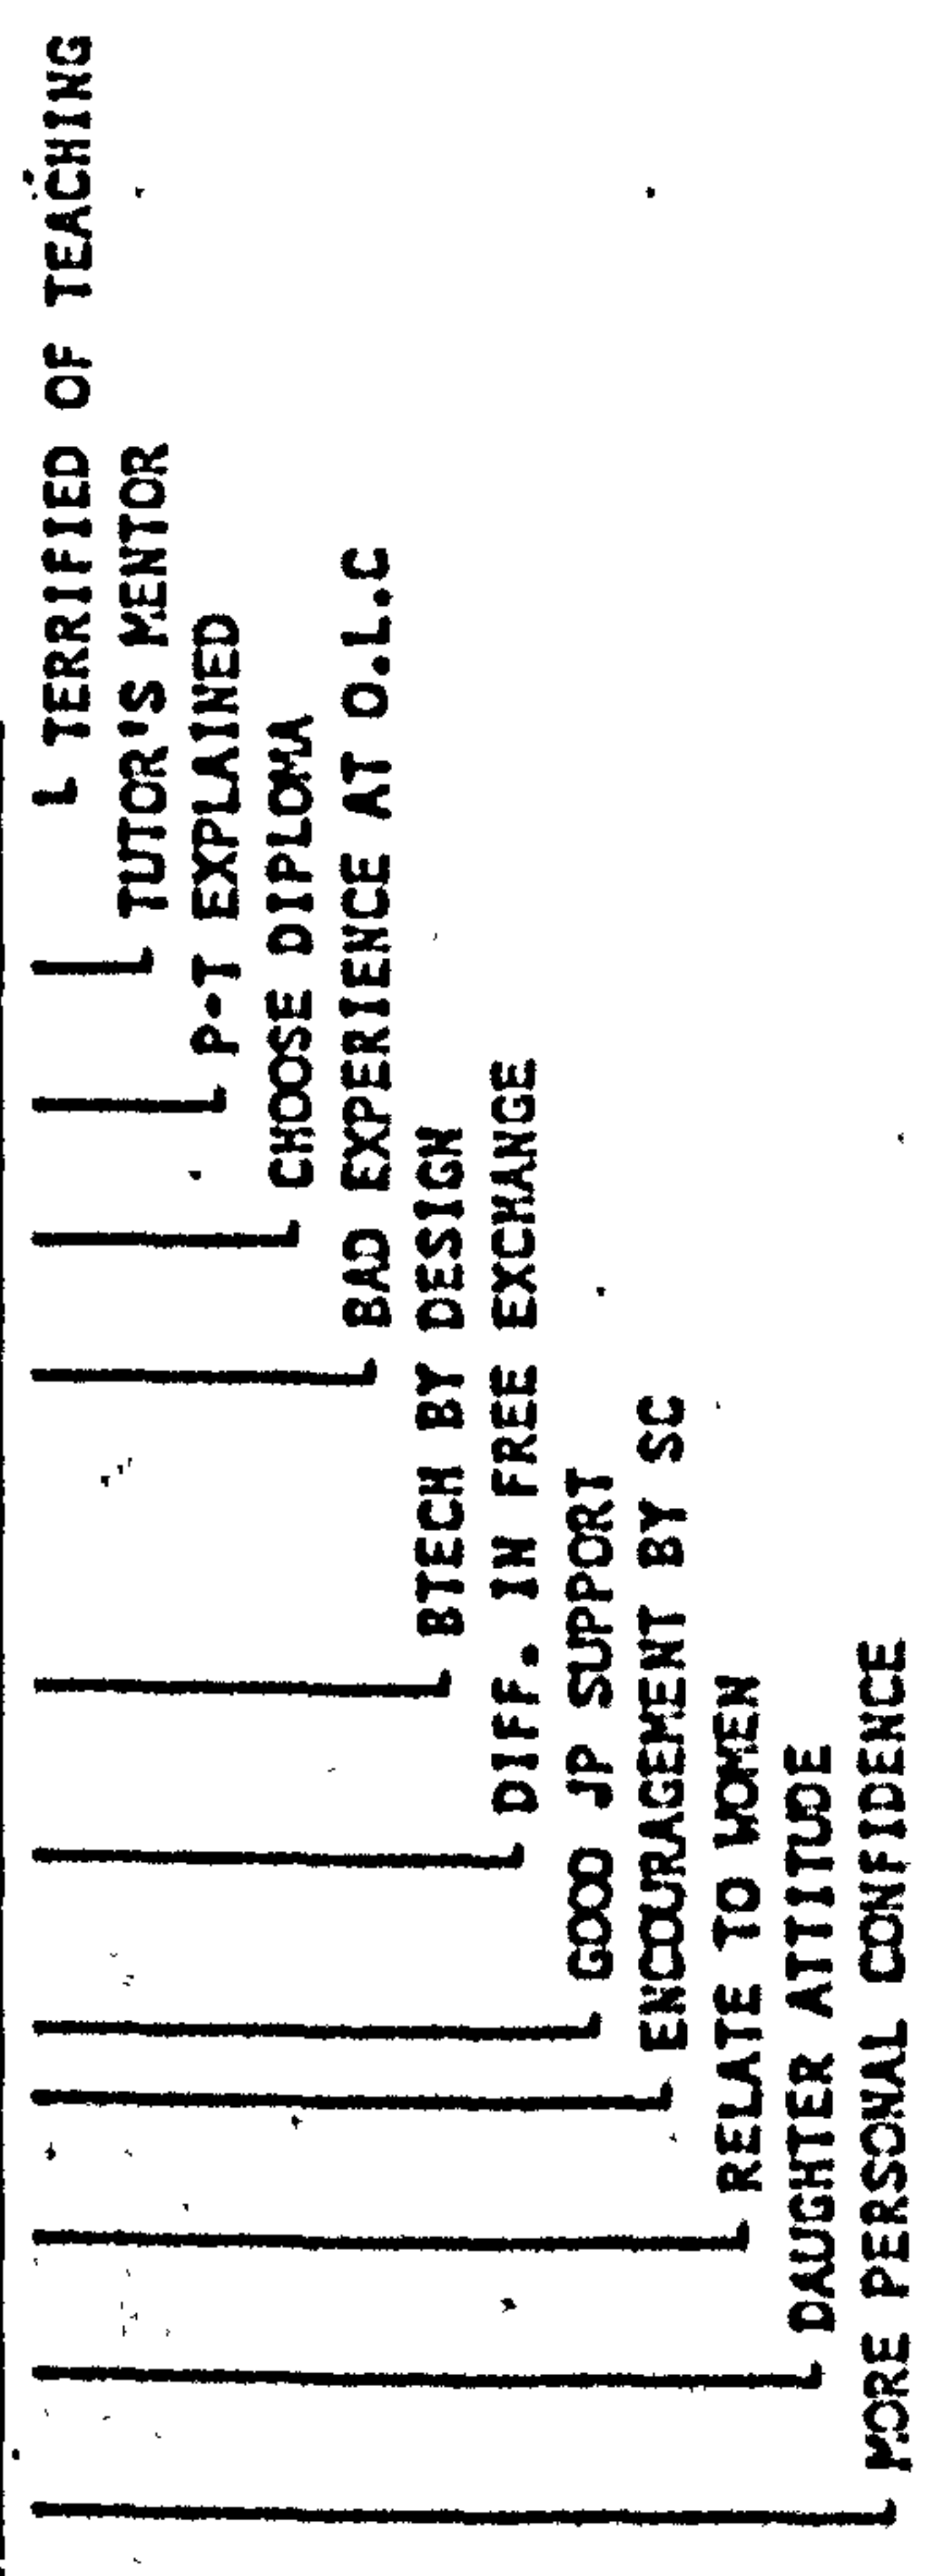 TERRIFIED OF TEACHING
TUTOR'S MENTOR
P-T EXPLAINED
CHOOSE DIPLOMA
BAD EXPERIENCE AT O.L.C
BTECH BY DESIGN
DIFF. IN FREE EXCHANGE
GOOD JP SUPPORT
ENCOURAGEMENT BY SC
RELATE TO WOMEN
DAUGHTER ATTITUDE
MORE PERSONAL CONFIDENCE